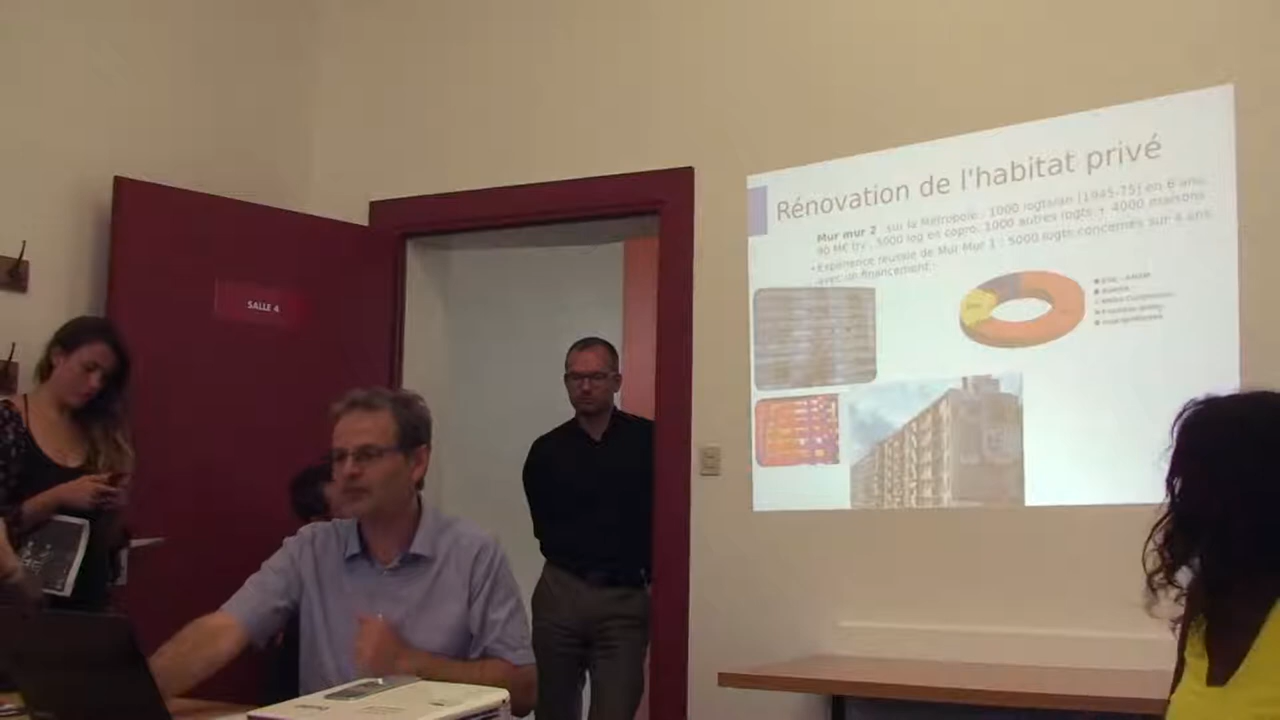 SALLE 4
Rénovation de l'habitat privé
Mur mur 2 : sur la Métropole : 1000 logts/an [1945-75] en 6 ans,
90 M€ trv, 5000 log en copro, 1000 autres logts + 4000 maisons
• Expérience réussie de Mur Mur 1 : 5000 logts concernés sur 4 ans
avec un financement :